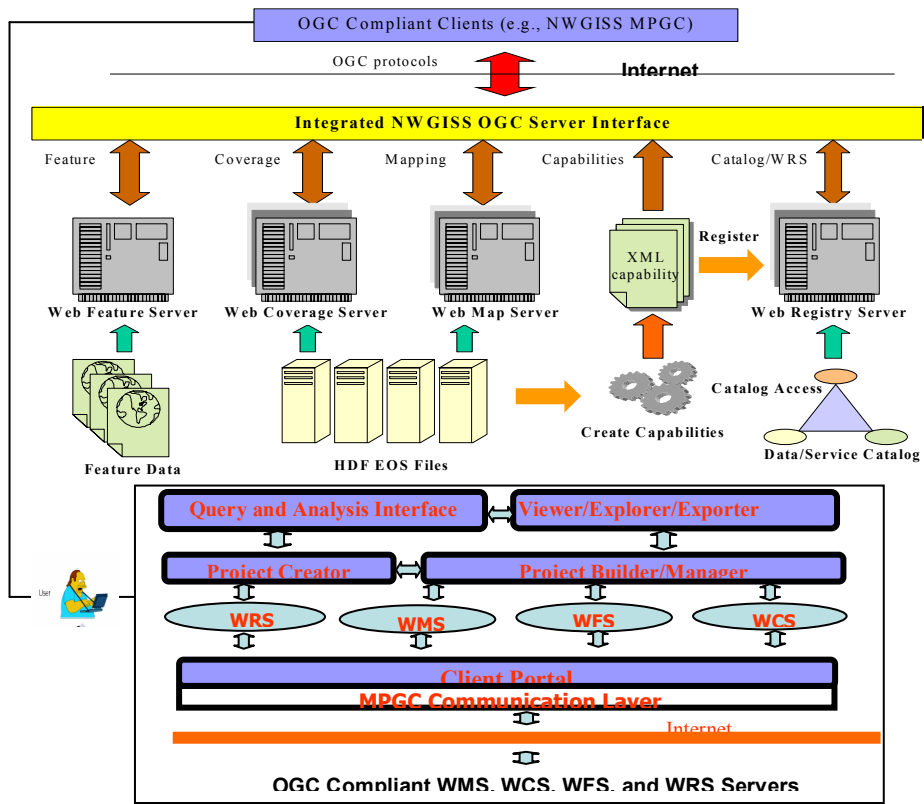 OGC Compliant Clients (e.g., NWGISS MPGC)
OGC protocols
Internet
Integrated NWGISS OGC Server Interface
Feature
Coverage
Mapping
Capabilities
Catalog/WRS
XML
capability
Register
Web Feature Server
Web Coverage Server
Web Map Server
Web Registry Server
Catalog Access
Create Capabilities
Data/Service Catalog
Feature Data
HDF EOS Files
Query and Analysis Interface
Viewer/Explorer/Exporter
Project Creator
Project Builder/Manager
User
WRS
WMS
WFS
WCS
Client Portal
MPGC Communication Layer
Internet
OGC Compliant WMS, WCS, WFS, and WRS Servers